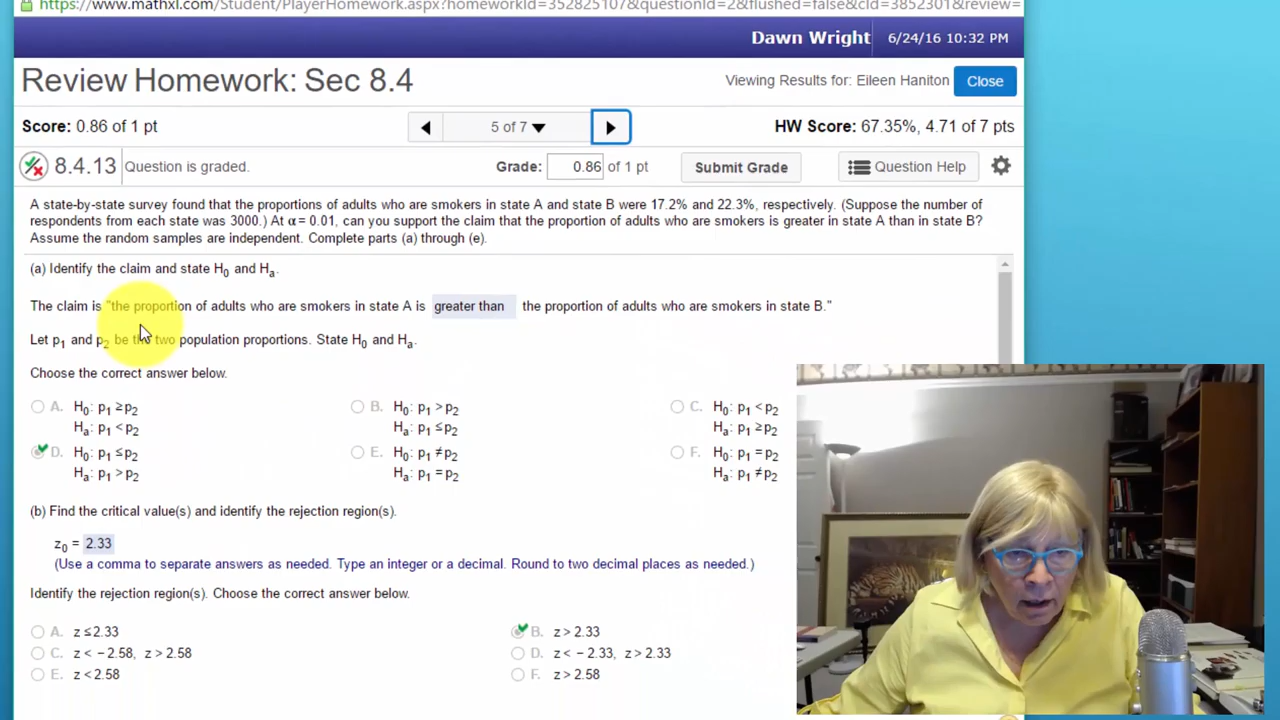 https://www.mathxl.com/Student/PlayerHomework.aspx?homeworkId=352825107&questionId=2&flushed=false&cId=3852301&review=
Dawn Wright 6/24/16 10:32 PM
Review Homework: Sec 8.4 Viewing Results for: Eileen Haniton Close
Score: 0.86 of 1 pt 5 of 7 HW Score: 67.35%, 4.71 of 7 pts
8.4.13 Question is graded. Grade: 0.86 of 1 pt Submit Grade Question Help
A state-by-state survey found that the proportions of adults who are smokers in state A and state B were 17.2% and 22.3%, respectively. (Suppose the number of
respondents from each state was 3000.) At α = 0.01, can you support the claim that the proportion of adults who are smokers is greater in state A than in state B?
Assume the random samples are independent. Complete parts (a) through (e).
(a) Identify the claim and state H₀ and Hₐ.
The claim is "the proportion of adults who are smokers in state A is greater than the proportion of adults who are smokers in state B."
Let p₁ and p₂ be the two population proportions. State H₀ and Hₐ.
Choose the correct answer below.
A. H₀: p₁ ≥ p₂ B. H₀: p₁ > p₂ C. H₀: p₁ < p₂
Hₐ: p₁ < p₂ Hₐ: p₁ ≤ p₂ Hₐ: p₁ ≥ p₂
D. H₀: p₁ ≤ p₂ E. H₀: p₁ ≠ p₂ F. H₀: p₁ = p₂
Hₐ: p₁ > p₂ Hₐ: p₁ = p₂ Hₐ: p₁ ≠ p₂
(b) Find the critical value(s) and identify the rejection region(s).
z₀ = 2.33
(Use a comma to separate answers as needed. Type an integer or a decimal. Round to two decimal places as needed.)
Identify the rejection region(s). Choose the correct answer below.
A. z ≤ 2.33 B. z > 2.33
C. z < − 2.58, z > 2.58 D. z < − 2.33, z > 2.33
E. z < 2.58 F. z > 2.58